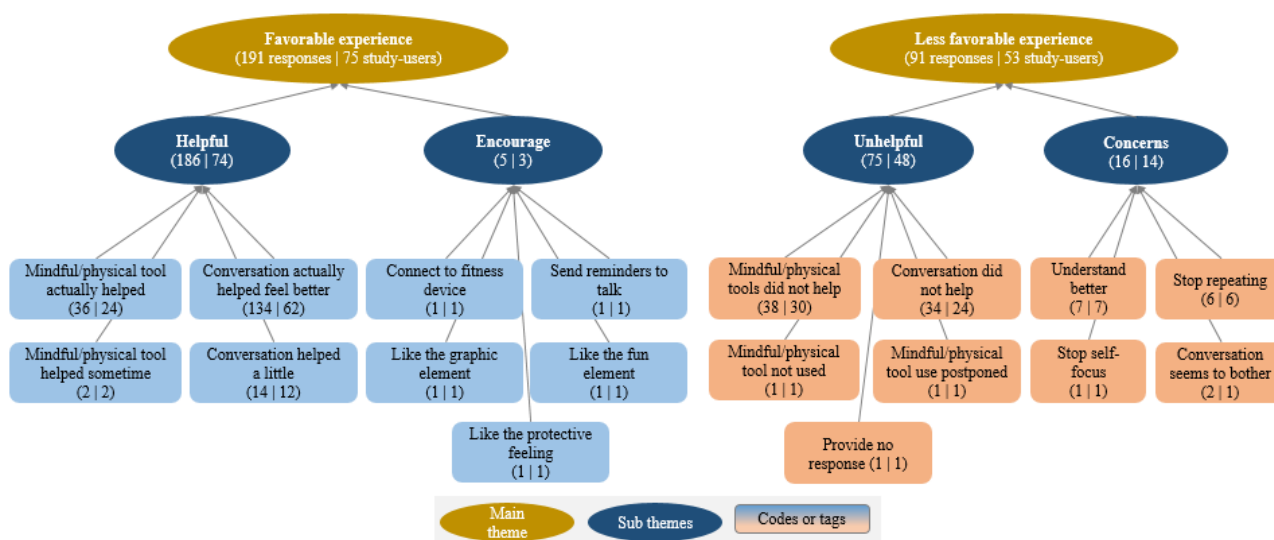 Favorable experience
(191 responses | 75 study-users)
Less favorable experience
(91 responses | 53 study-users)
Helpful
(186 | 74)
Encourage
(5 | 3)
Unhelpful
(75 | 48)
Concerns
(16 | 14)
Mindful/physical tool
actually helped
(36 | 24)
Conversation actually
helped feel better
(134 | 62)
Connect to fitness
device
(1 | 1)
Send reminders to
talk
(1 | 1)
Mindful/physical
tools did not help
(38 | 30)
Conversation did
not help
(34 | 24)
Understand
better
(7 | 7)
Stop repeating
(6 | 6)
Mindful/physical tool
helped sometime
(2 | 2)
Conversation helped
a little
(14 | 12)
Like the graphic
element
(1 | 1)
Like the fun
element
(1 | 1)
Mindful/physical
tool not used
(1 | 1)
Mindful/physical
tool use postponed
(1 | 1)
Stop self-
focus
(1 | 1)
Conversation
seems to bother
(2 | 1)
Like the protective
feeling
(1 | 1)
Provide no
response (1 | 1)
Main
theme
Sub themes
Codes or tags